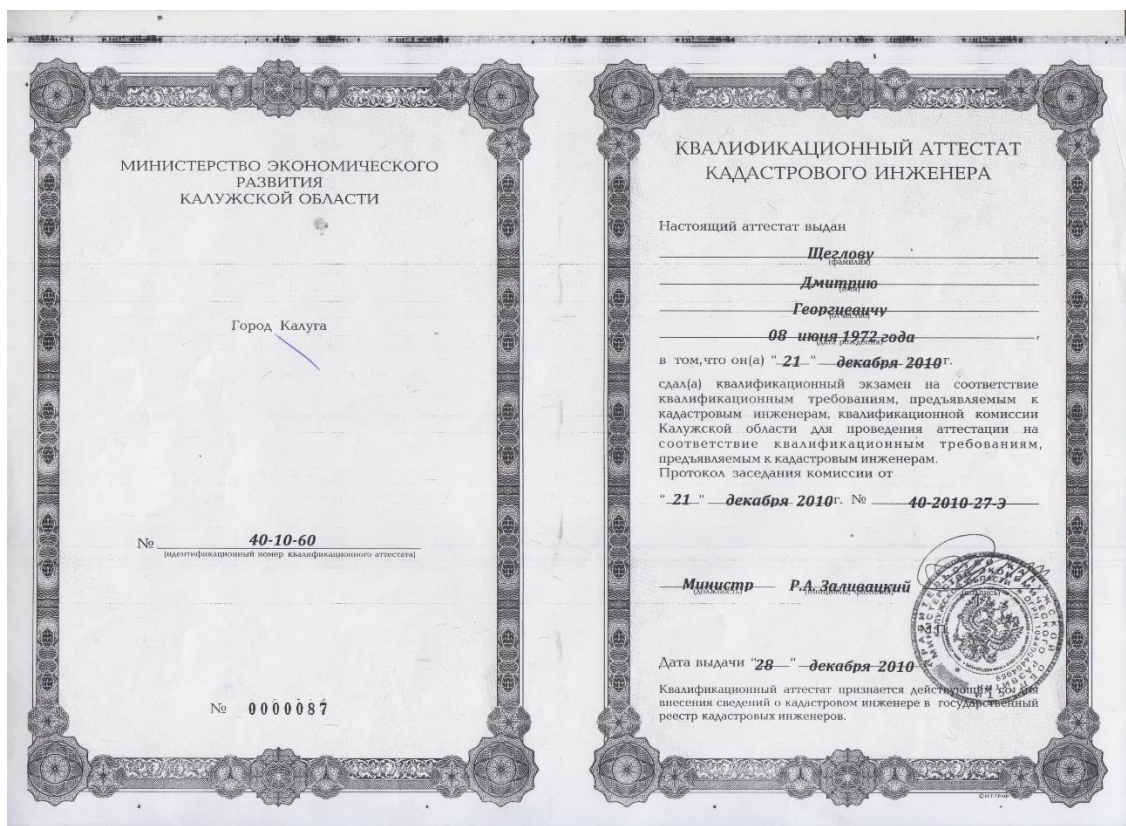 МИНИСТЕРСТВО ЭКОНОМИЧЕСКОГО
РАЗВИТИЯ
КАЛУЖСКОЙ ОБЛАСТИ
Город Калуга
№ 40-10-60
(идентификационный номер квалификационного аттестата)
№ 0000087
КВАЛИФИКАЦИОННЫЙ АТТЕСТАТ
КАДАСТРОВОГО ИНЖЕНЕРА
Настоящий аттестат выдан
Щеглову
(фамилия)
Дмитрию
(имя)
Георгиевичу
(отчество)
08 июня 1972 года
(дата рождения)
в том,что он(а) "21" декабря 2010г.
сдал(а) квалификационный экзамен на соответствие
квалификационным требованиям, предъявляемым к
кадастровым инженерам, квалификационной комиссии
Калужской области для проведения аттестации на
соответствие квалификационным требованиям,
предъявляемым к кадастровым инженерам.
Протокол заседания комиссии от
"21" декабря 2010г. № 40-2010-27-Э
Министр Р.А. Заливацкий
(должность) (инициалы, фамилия) (подпись)
М.П.
Дата выдачи "28" декабря 2010
Квалификационный аттестат признается действующим со дня
внесения сведений о кадастровом инженере в государственный
реестр кадастровых инженеров.